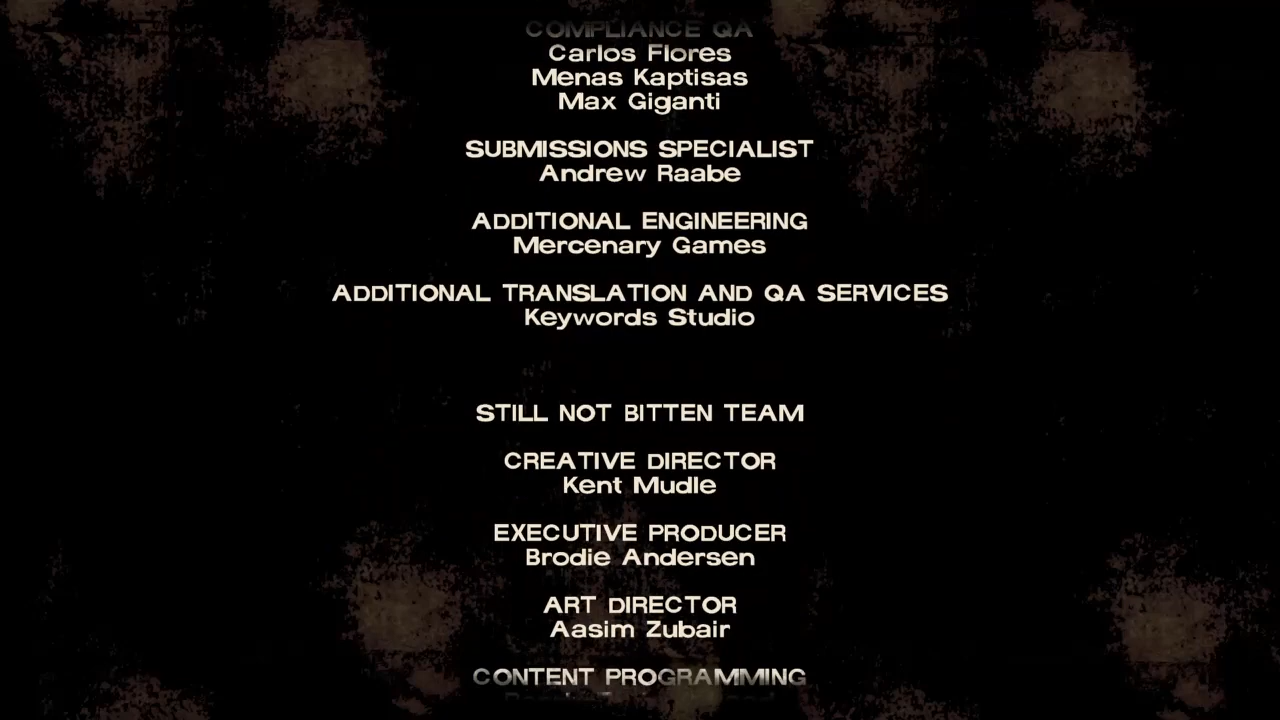 COMPLIANCE QA
Carlos Flores
Menas Kaptisas
Max Giganti
SUBMISSIONS SPECIALIST
Andrew Raabe
ADDITIONAL ENGINEERING
Mercenary Games
ADDITIONAL TRANSLATION AND QA SERVICES
Keywords Studio
STILL NOT BITTEN TEAM
CREATIVE DIRECTOR
Kent Mudle
EXECUTIVE PRODUCER
Brodie Andersen
ART DIRECTOR
Aasim Zubair
CONTENT PROGRAMMING